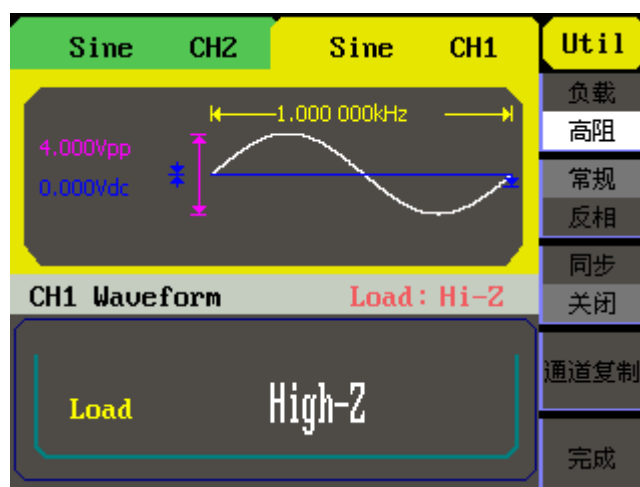 Sine CH2 Sine CH1 Util
1.000 000kHz
4.000Vpp
0.000Vdc
CH1 Waveform Load: Hi-Z
Load High-Z
负载
高阻
常规
反相
同步
关闭
通道复制
完成